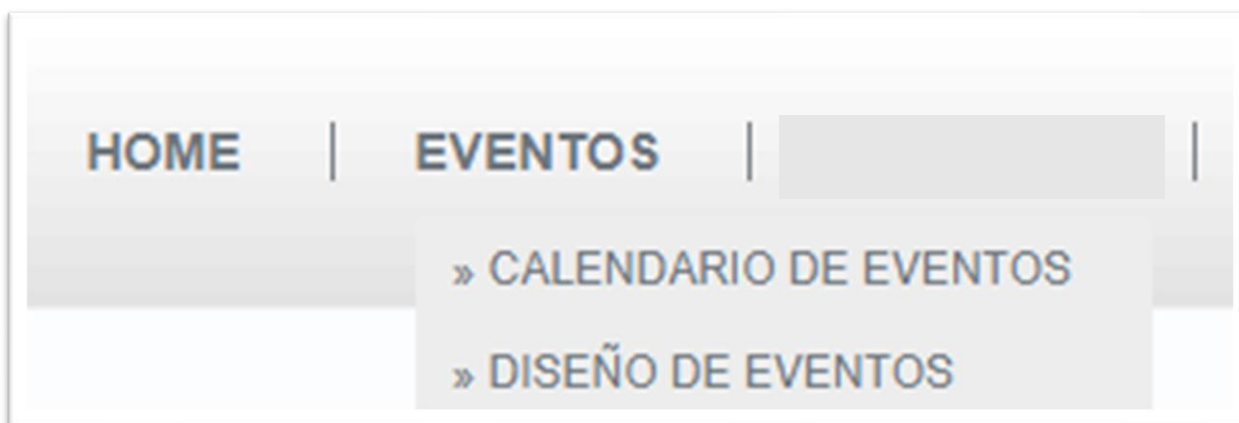 HOME | EVENTOS | |
» CALENDARIO DE EVENTOS
» DISEÑO DE EVENTOS